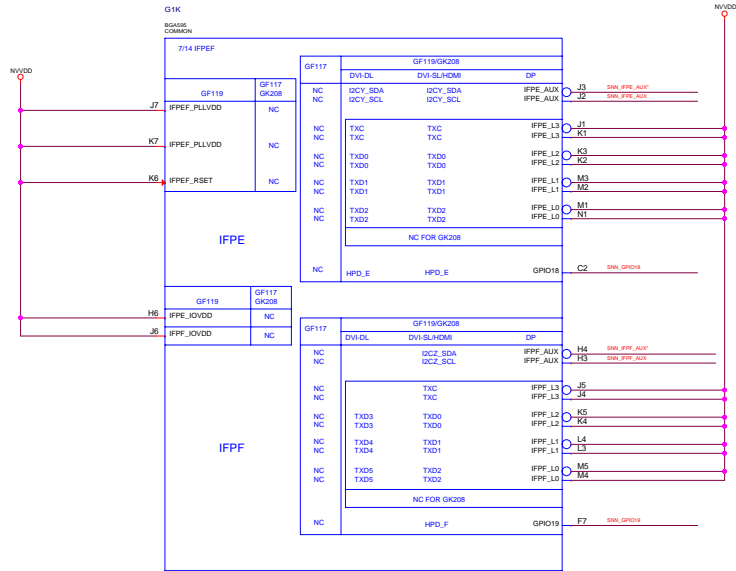 G1K
BGA595
COMMON
7/14 IFPEF
NVVDD
NVVDD
GF119
GF117
GK208
J7 IFPEF_PLLVDD NC
K7 IFPEF_PLLVDD NC
K6 IFPEF_RSET NC
IFPE
GF117
GF119/GK208
DVI-DL DVI-SL/HDMI DP
NC I2CY_SDA I2CY_SDA IFPE_AUX J3 SNN_IFPE_AUX*
NC I2CY_SCL I2CY_SCL IFPE_AUX J2 SNN_IFPE_AUX
NC TXC TXC IFPE_L3 J1
NC TXC TXC IFPE_L3 K1
NC TXD0 TXD0 IFPE_L2 K3
NC TXD0 TXD0 IFPE_L2 K2
NC TXD1 TXD1 IFPE_L1 M3
NC TXD1 TXD1 IFPE_L1 M2
NC TXD2 TXD2 IFPE_L0 M1
NC TXD2 TXD2 IFPE_L0 N1
NC FOR GK208
NC HPD_E HPD_E GPIO18 C2 SNN_GPIO18
GF119
GF117
GK208
H6 IFPE_IOVDD NC
J6 IFPF_IOVDD NC
IFPF
GF117
GF119/GK208
DVI-DL DVI-SL/HDMI DP
NC I2CZ_SDA IFPF_AUX H4 SNN_IFPF_AUX*
NC I2CZ_SCL IFPF_AUX H3 SNN_IFPF_AUX
NC TXC IFPF_L3 J5
NC TXC IFPF_L3 J4
NC TXD3 TXD0 IFPF_L2 K5
NC TXD3 TXD0 IFPF_L2 K4
NC TXD4 TXD1 IFPF_L1 L4
NC TXD4 TXD1 IFPF_L1 L3
NC TXD5 TXD2 IFPF_L0 M5
NC TXD5 TXD2 IFPF_L0 M4
NC FOR GK208
NC HPD_F GPIO19 F7 SNN_GPIO19